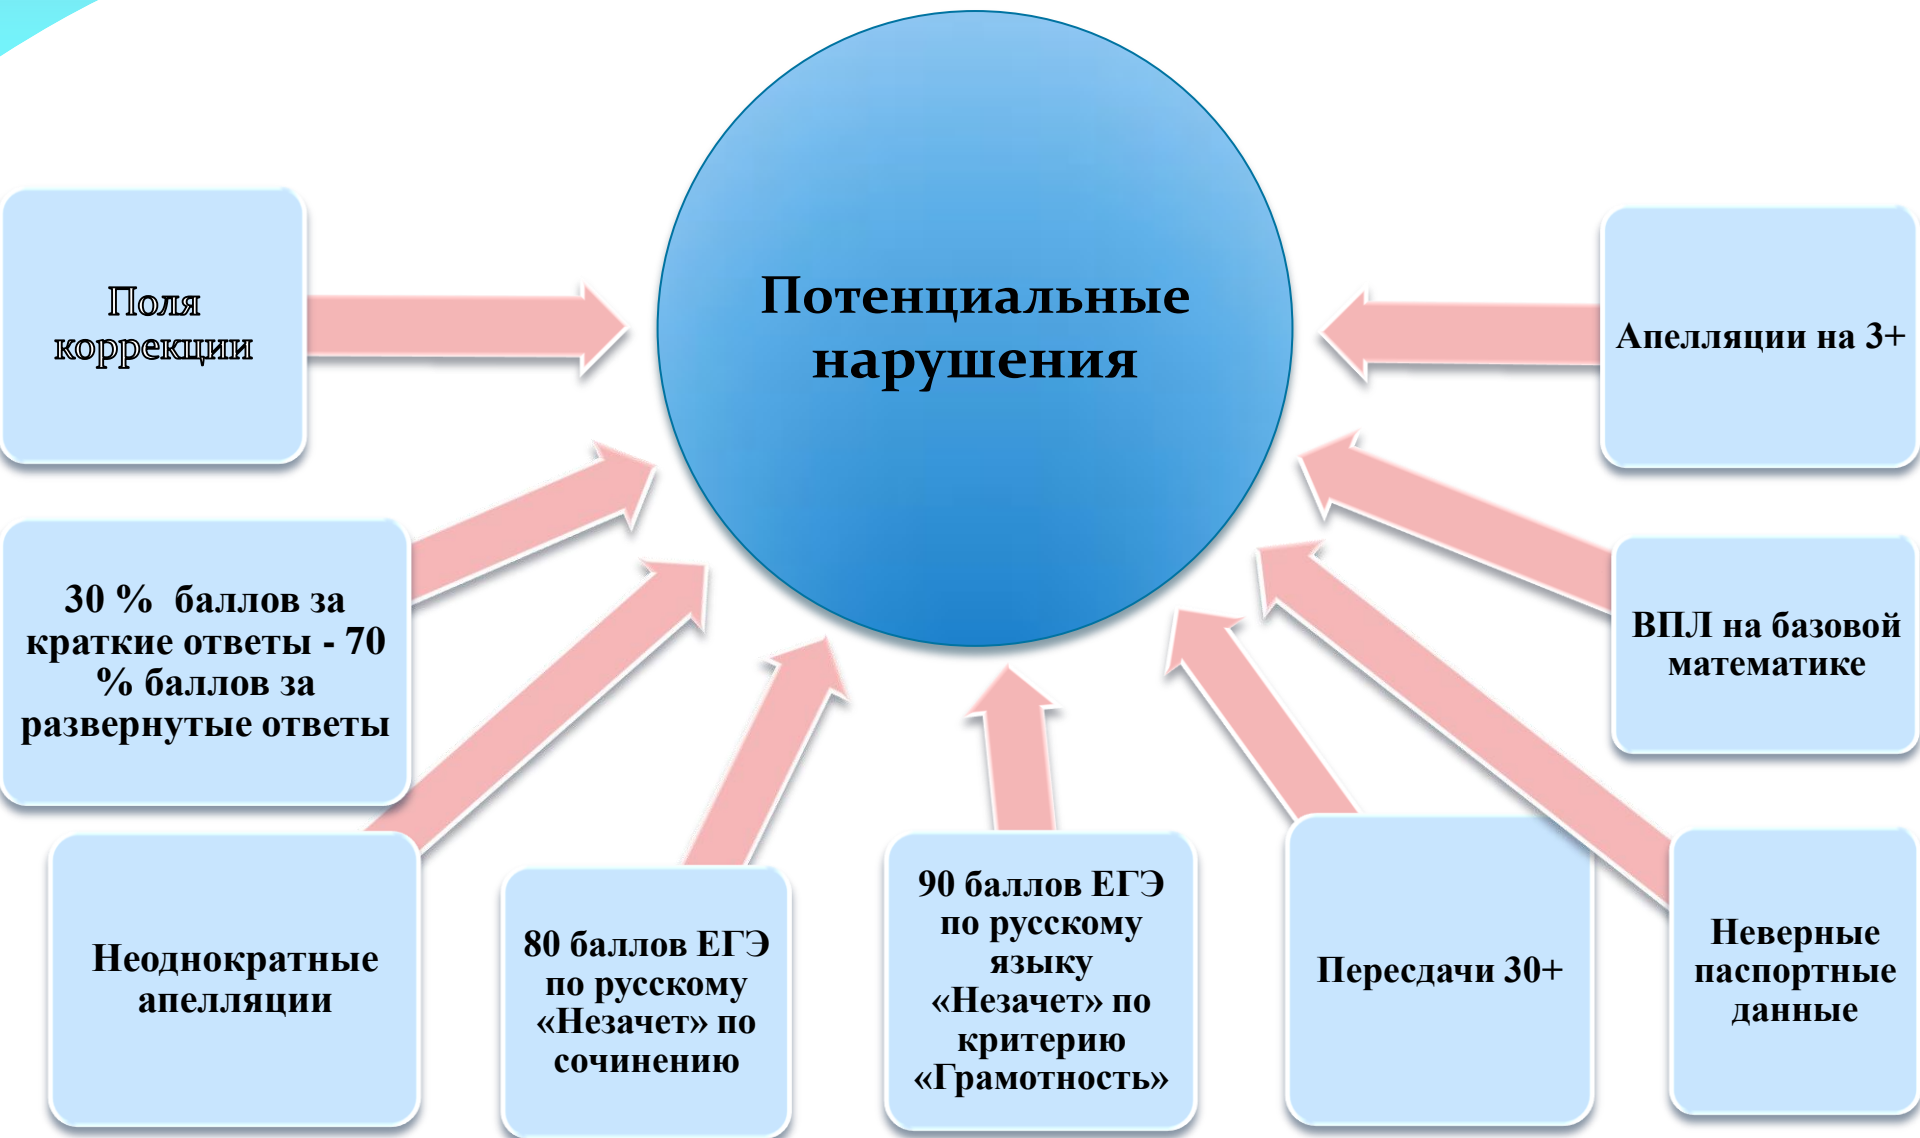 Потенциальные
нарушения
Поля
коррекции
30 % баллов за
краткие ответы - 70
% баллов за
развернутые ответы
Неоднократные
апелляции
80 баллов ЕГЭ
по русскому
«Незачет» по
сочинению
90 баллов ЕГЭ
по русскому
языку
«Незачет» по
критерию
«Грамотность»
Пересдачи 30+
Неверные
паспортные
данные
ВПЛ на базовой
математике
Апелляции на 3+